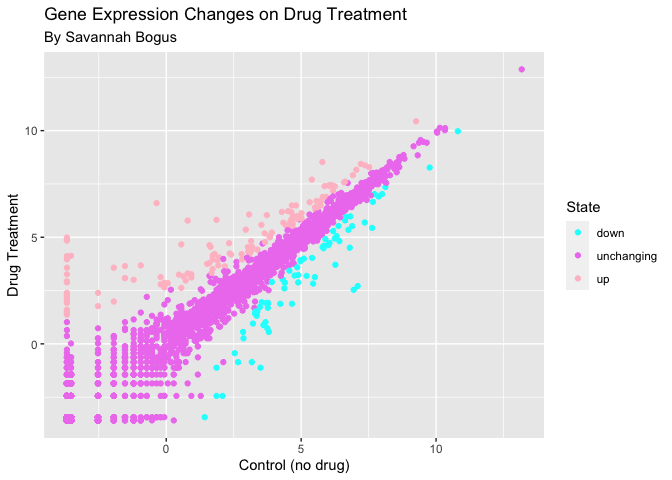 Gene Expression Changes on Drug Treatment
By Savannah Bogus
10
5
0
Drug Treatment
0
5
10
Control (no drug)
State
down
unchanging
up